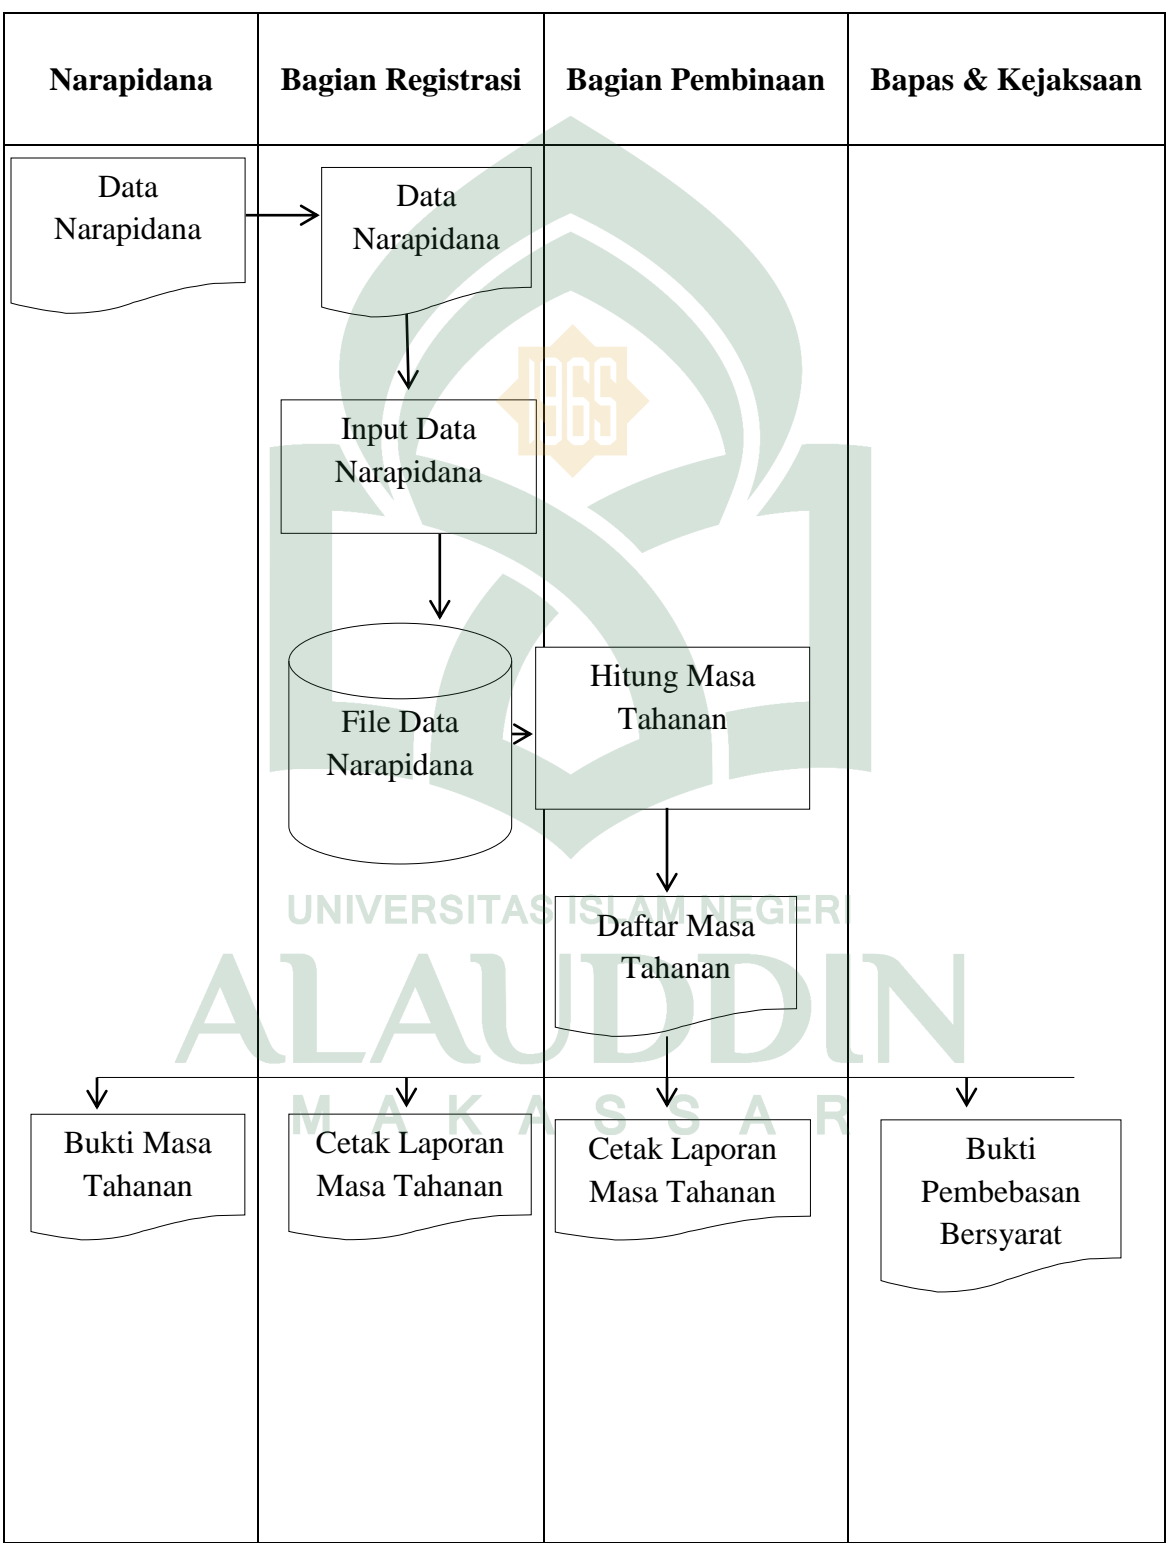 Narapidana
Bagian Registrasi
Bagian Pembinaan
Bapas & Kejaksaan
Data
Narapidana
Data
Narapidana
Input Data
Narapidana
1965
File Data
Narapidana
Hitung Masa
Tahanan
UNIVERSITAS ISLAM NEGERI
Daftar Masa
Tahanan
ALAUDDIN
MAKASSAR
Bukti Masa
Tahanan
Cetak Laporan
Masa Tahanan
Cetak Laporan
Masa Tahanan
Bukti
Pembebasan
Bersyarat